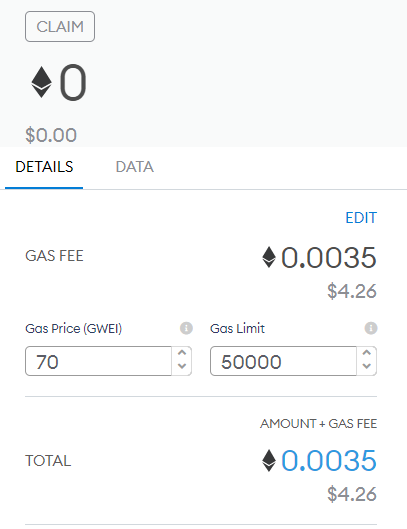 CLAIM
0
$0.00
DETAILS DATA
EDIT
GAS FEE 0.0035
$4.26
Gas Price (GWEI) Gas Limit
70 50000
AMOUNT + GAS FEE
TOTAL 0.0035
$4.26